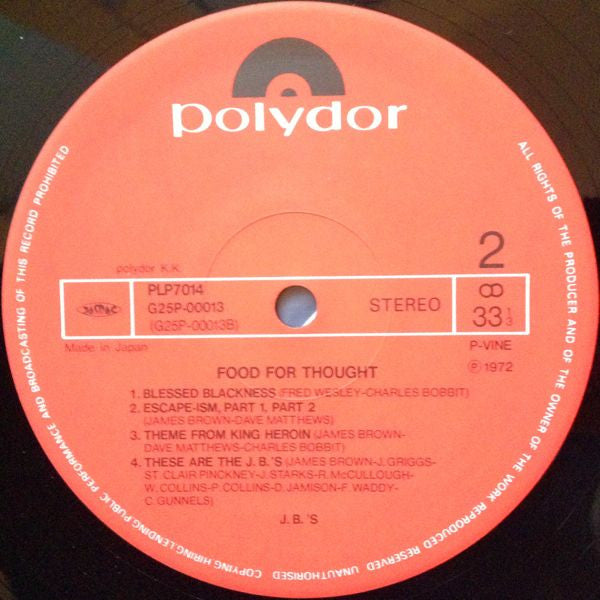 polydor
2
polydor K.K.
PLP7014
G25P-00013
(G25P-00013B)
STEREO
33 1/3
Made in Japan
P-VINE
FOOD FOR THOUGHT
Ⓟ 1972
1. BLESSED BLACKNESS (FRED WESLEY-CHARLES BOBBIT)
2. ESCAPE-ISM, PART 1, PART 2
(JAMES BROWN-DAVE MATTHEWS)
3. THEME FROM KING HEROIN (JAMES BROWN-
DAVE MATTHEWS-CHARLES BOBBIT)
4. THESE ARE THE J. B.'S (JAMES BROWN-J. GRIGGS-
ST. CLAIR PINCKNEY-J. STARKS-R. McCULLOUGH-
W. COLLINS-P. COLLINS-D. JAMISON-F. WADDY-
C. GUNNELS)
J. B. 'S
ALL RIGHTS OF THE PRODUCER AND OF THE OWNER OF THE WORK REPRODUCED RESERVED UNAUTHORISED COPYING HIRING LENDING PUBLIC PERFORMANCE AND BROADCASTING OF THIS RECORD PROHIBITED